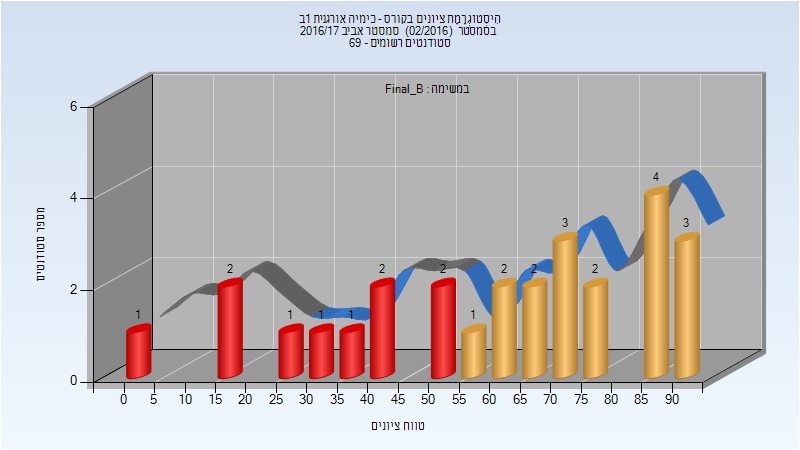 היסטוגרמת ציונים בקורס - כימיה אורגנית 1ב
בסמסטר (02/2016) סמסטר אביב 2016/17
סטודנטים רשומים - 69
במשימה : Final_B
מספר סטודנטים
6
4
2
0
1
2
1
1
1
2
2
1
2
2
3
2
4
3
0 5 10 15 20 25 30 35 40 45 50 55 60 65 70 75 80 85 90
טווח ציונים